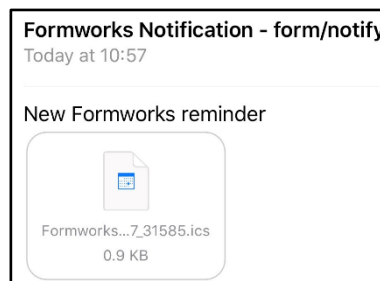 Formworks Notification - form/notify
Today at 10:57
New Formworks reminder
Formworks...7_31585.ics
0.9 KB